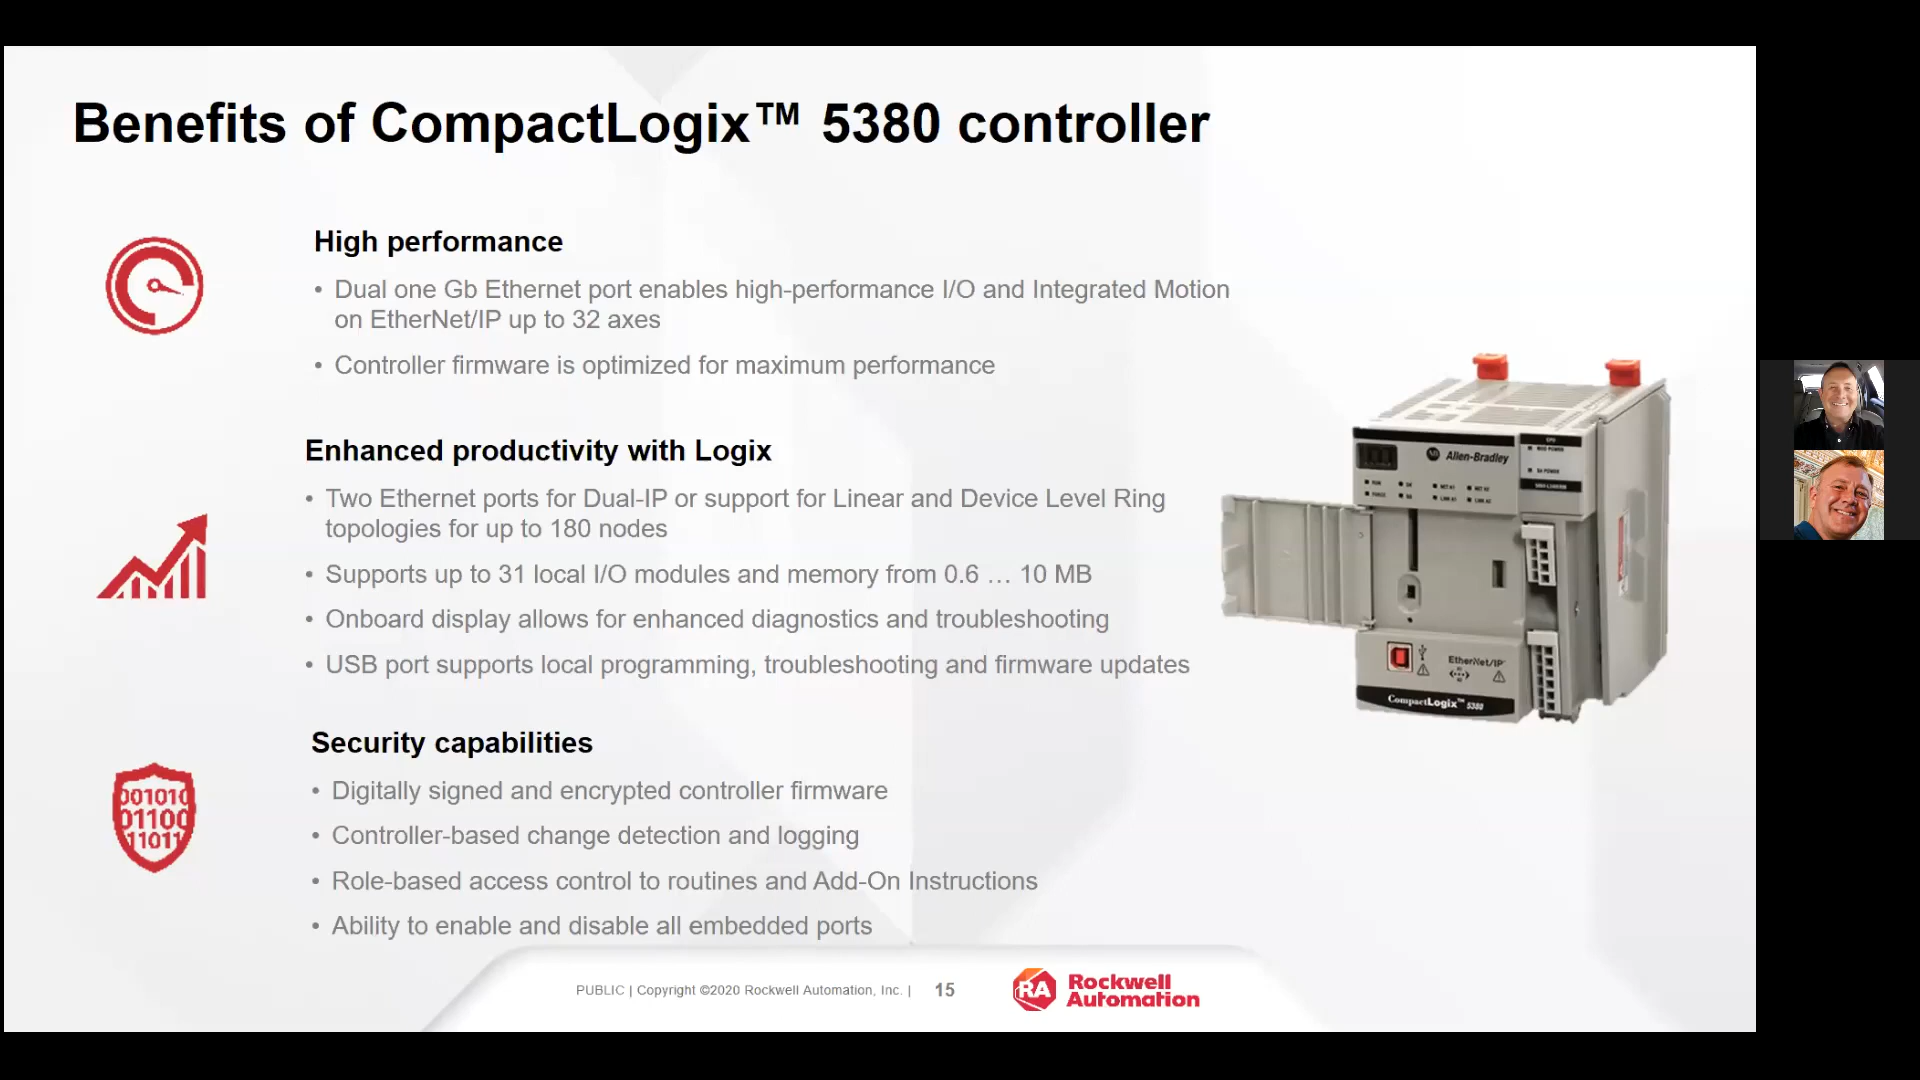 Benefits of CompactLogix™ 5380 controller
High performance
• Dual one Gb Ethernet port enables high-performance I/O and Integrated Motion
on EtherNet/IP up to 32 axes
• Controller firmware is optimized for maximum performance
Enhanced productivity with Logix
• Two Ethernet ports for Dual-IP or support for Linear and Device Level Ring
topologies for up to 180 nodes
• Supports up to 31 local I/O modules and memory from 0.6 … 10 MB
• Onboard display allows for enhanced diagnostics and troubleshooting
• USB port supports local programming, troubleshooting and firmware updates
Security capabilities
• Digitally signed and encrypted controller firmware
• Controller-based change detection and logging
• Role-based access control to routines and Add-On Instructions
• Ability to enable and disable all embedded ports
001010
01100
11011
Allen-Bradley
EtherNet/IP
CompactLogix™ 5380
PUBLIC | Copyright ©2020 Rockwell Automation, Inc. |
15
RA
Rockwell
Automation